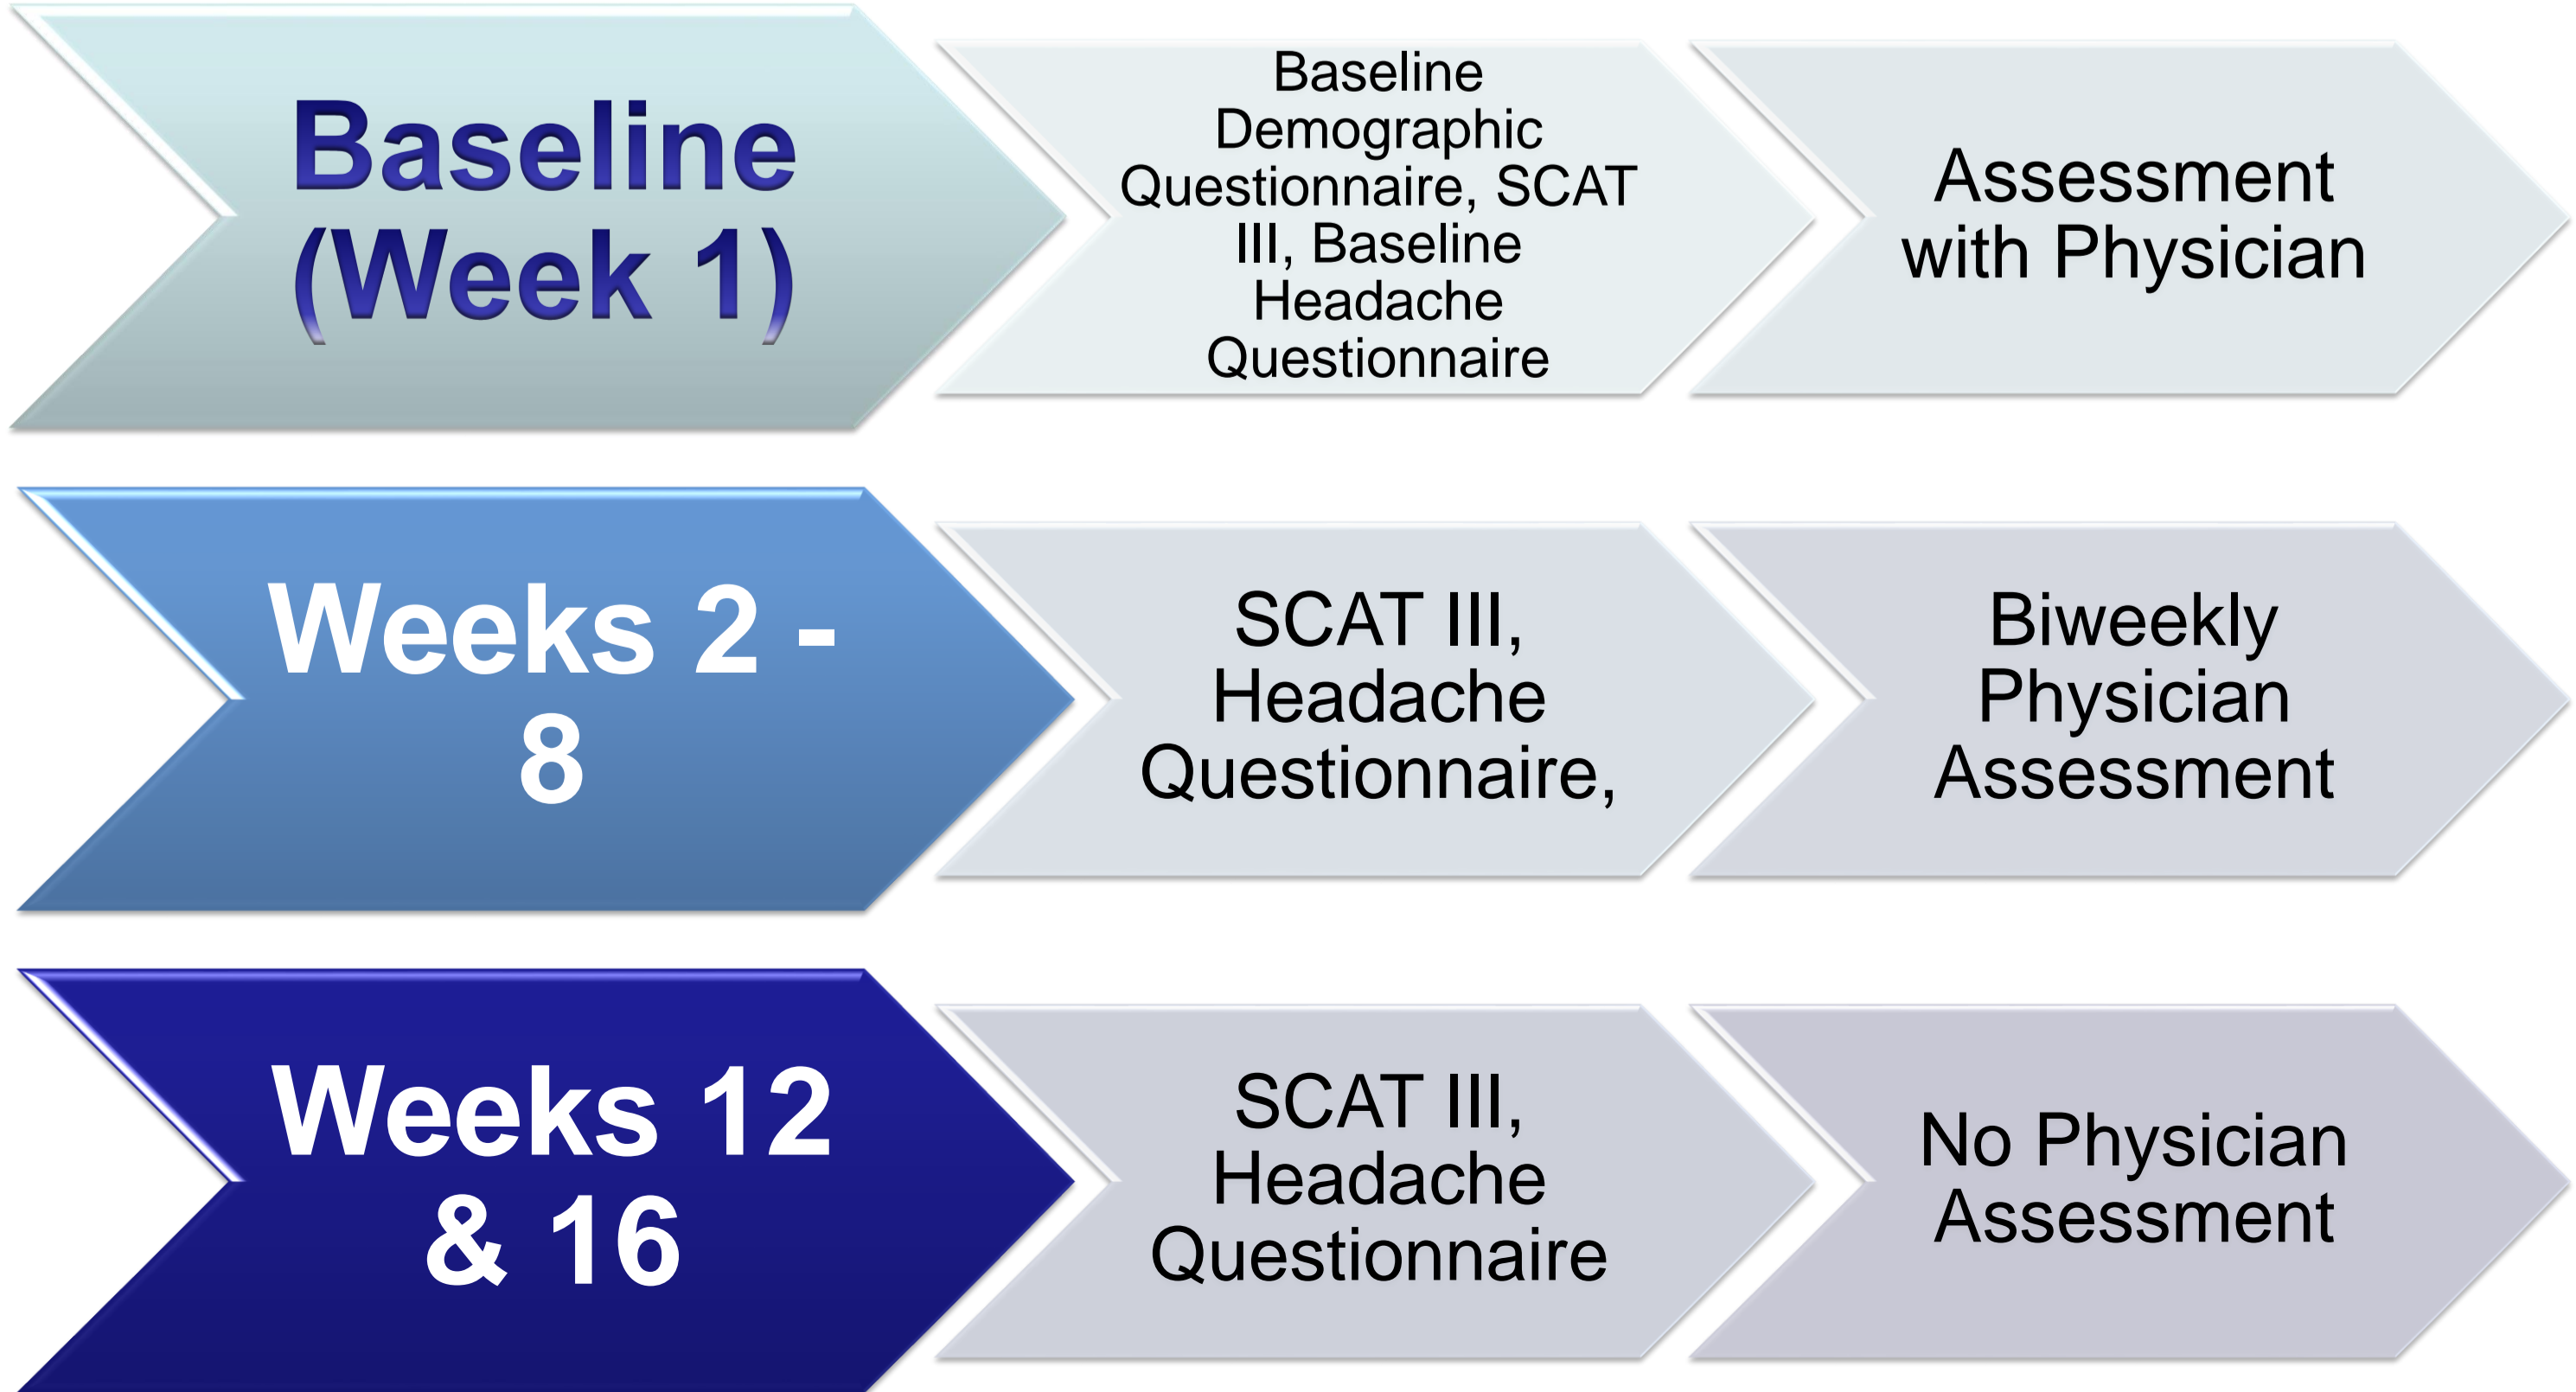 Baseline
(Week 1)
Baseline
Demographic
Questionnaire, SCAT
III, Baseline
Headache
Questionnaire
Assessment
with Physician
Weeks 2 -
8
SCAT III,
Headache
Questionnaire,
Biweekly
Physician
Assessment
Weeks 12
& 16
SCAT III,
Headache
Questionnaire
No Physician
Assessment